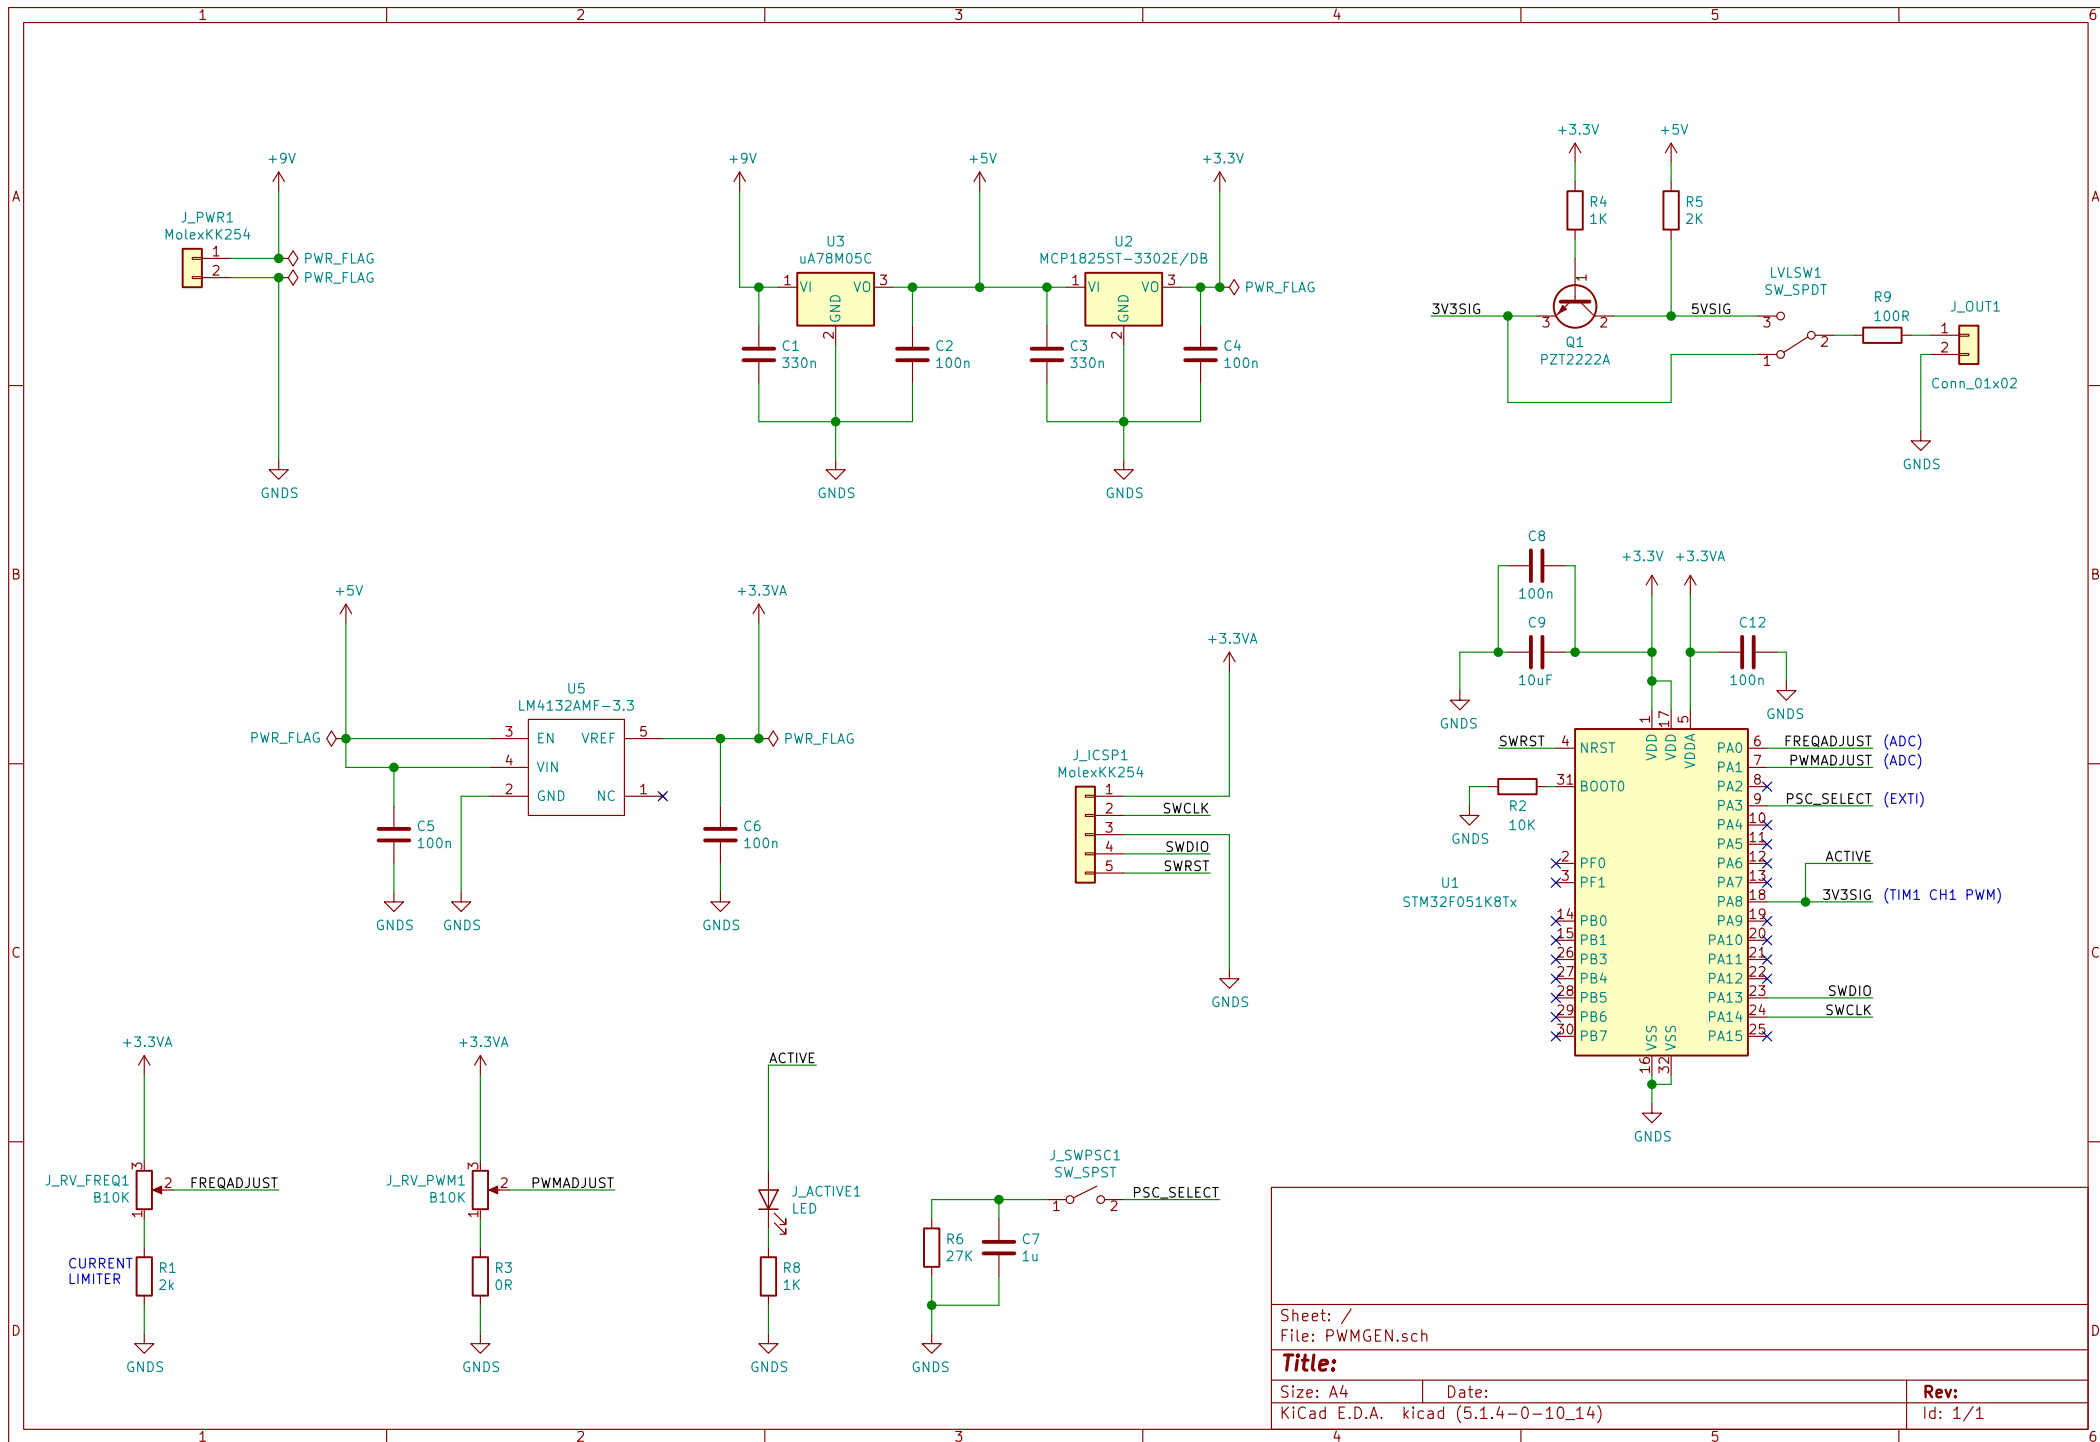 1 2 3 4 5 6
A
B
C
D
A
B
C
D
+9V
J_PWR1
MolexKK254
1
PWR_FLAG
2
PWR_FLAG
GNDS
+9V
+5V
+3.3V
U3
uA78M05C
1
VI
VO
3
GND
2
C1
330n
C2
100n
GNDS
U2
MCP1825ST-3302E/DB
1
VI
VO
3
PWR_FLAG
GND
2
C3
330n
C4
100n
GNDS
+3.3V
+5V
R4
1K
R5
2K
1
3V3SIG
3
2
Q1
PZT2222A
5VSIG
LVLSW1
SW_SPDT
3
2
1
R9
100R
J_OUT1
1
2
Conn_01x02
GNDS
+5V
+3.3VA
U5
LM4132AMF-3.3
PWR_FLAG
3
EN
VREF
5
PWR_FLAG
4
VIN
2
GND
NC
1
C5
100n
C6
100n
GNDS
GNDS
GNDS
+3.3VA
J_ICSP1
MolexKK254
1
2
SWCLK
3
4
SWDIO
5
SWRST
GNDS
C8
100n
C9
10uF
GNDS
+3.3V
+3.3VA
C12
100n
GNDS
1
17
5
VDD
VDD
VDDA
SWRST
4
NRST
31
BOOT0
R2
10K
GNDS
2
PF0
3
PF1
U1
STM32F051K8Tx
14
PB0
15
PB1
26
PB3
27
PB4
28
PB5
29
PB6
30
PB7
PA0
6
FREQADJUST
(ADC)
PA1
7
PWMADJUST
(ADC)
PA2
8
PA3
9
PSC_SELECT
(EXTI)
PA4
10
PA5
11
PA6
12
ACTIVE
PA7
13
PA8
18
3V3SIG
(TIM1 CH1 PWM)
PA9
19
PA10
20
PA11
21
PA12
22
PA13
23
SWDIO
PA14
24
SWCLK
PA15
25
VSS
VSS
16
32
GNDS
+3.3VA
J_RV_FREQ1
B10K
3
2
FREQADJUST
1
CURRENT
LIMITER
R1
2k
GNDS
+3.3VA
J_RV_PWM1
B10K
3
2
PWMADJUST
1
R3
0R
GNDS
ACTIVE
J_ACTIVE1
LED
R8
1K
GNDS
J_SWPSC1
SW_SPST
1
2
PSC_SELECT
R6
27K
C7
1u
GNDS
Sheet: /
File: PWMGEN.sch
Title:
Size: A4
Date:
Rev:
KiCad E.D.A. kicad (5.1.4-0-10_14)
Id: 1/1
1 2 3 4 5 6